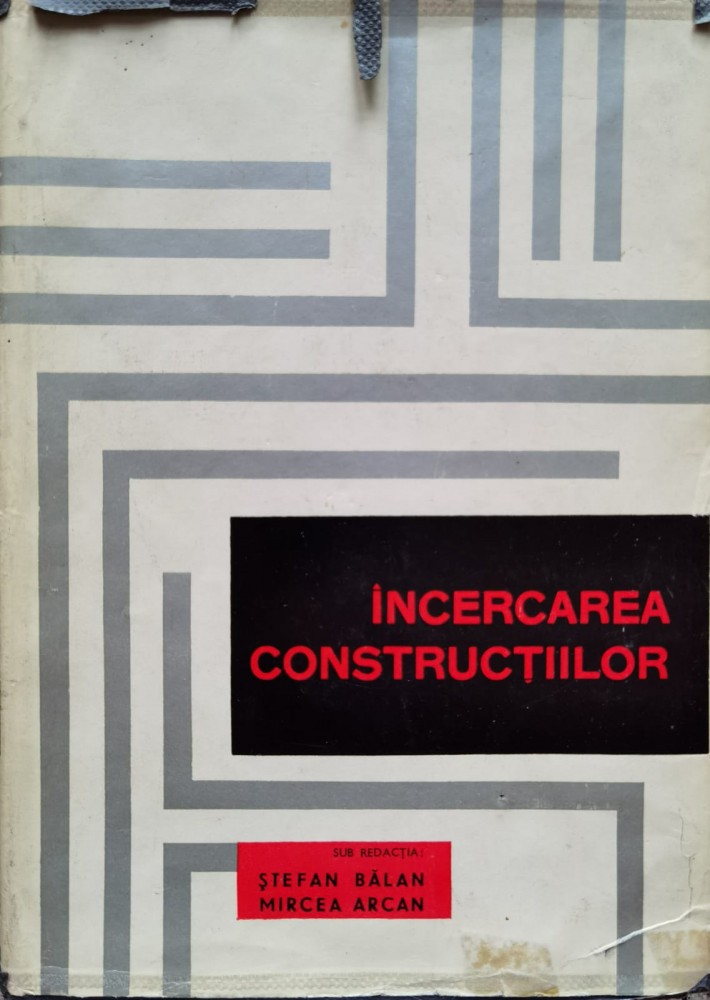 ÎNCERCAREA
CONSTRUCȚIILOR
SUB REDACȚIA:
ȘTEFAN BĂLAN
MIRCEA ARCAN